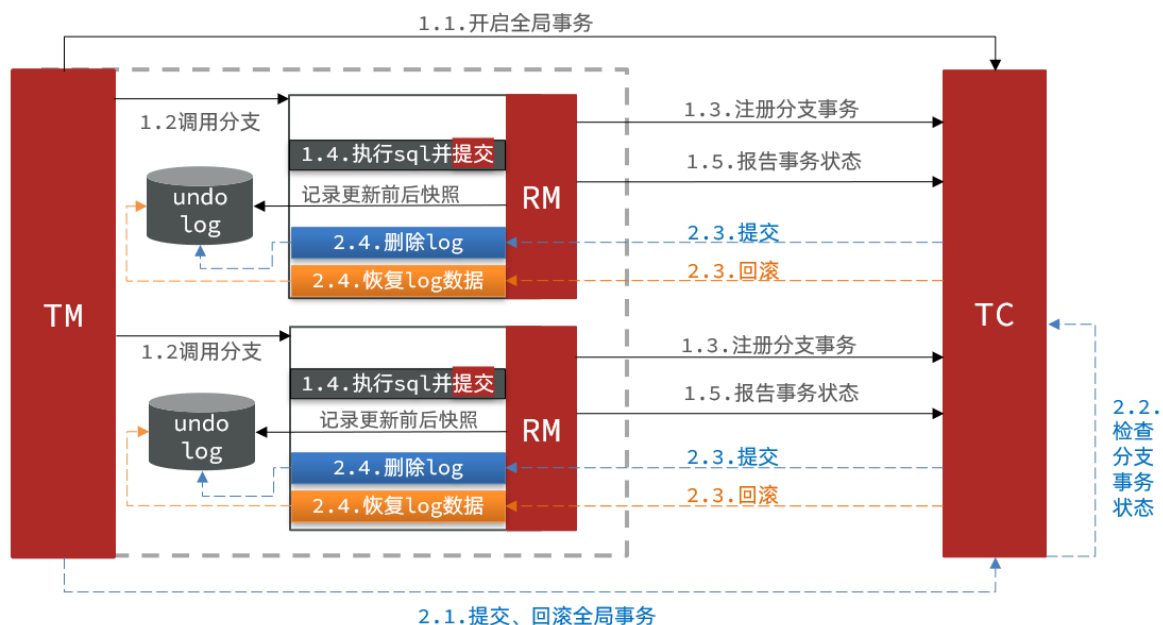 1.1.开启全局事务
TM
1.2调用分支
1.4.执行sql并提交
undo
log
记录更新前后快照
2.4.删除log
2.4.恢复log数据
RM
1.3.注册分支事务
1.5.报告事务状态
2.3.提交
2.3.回滚
1.2调用分支
1.4.执行sql并提交
undo
log
记录更新前后快照
2.4.删除log
2.4.恢复log数据
RM
1.3.注册分支事务
1.5.报告事务状态
2.3.提交
2.3.回滚
TC
2.2.
检查
分支
事务
状态
2.1.提交、回滚全局事务